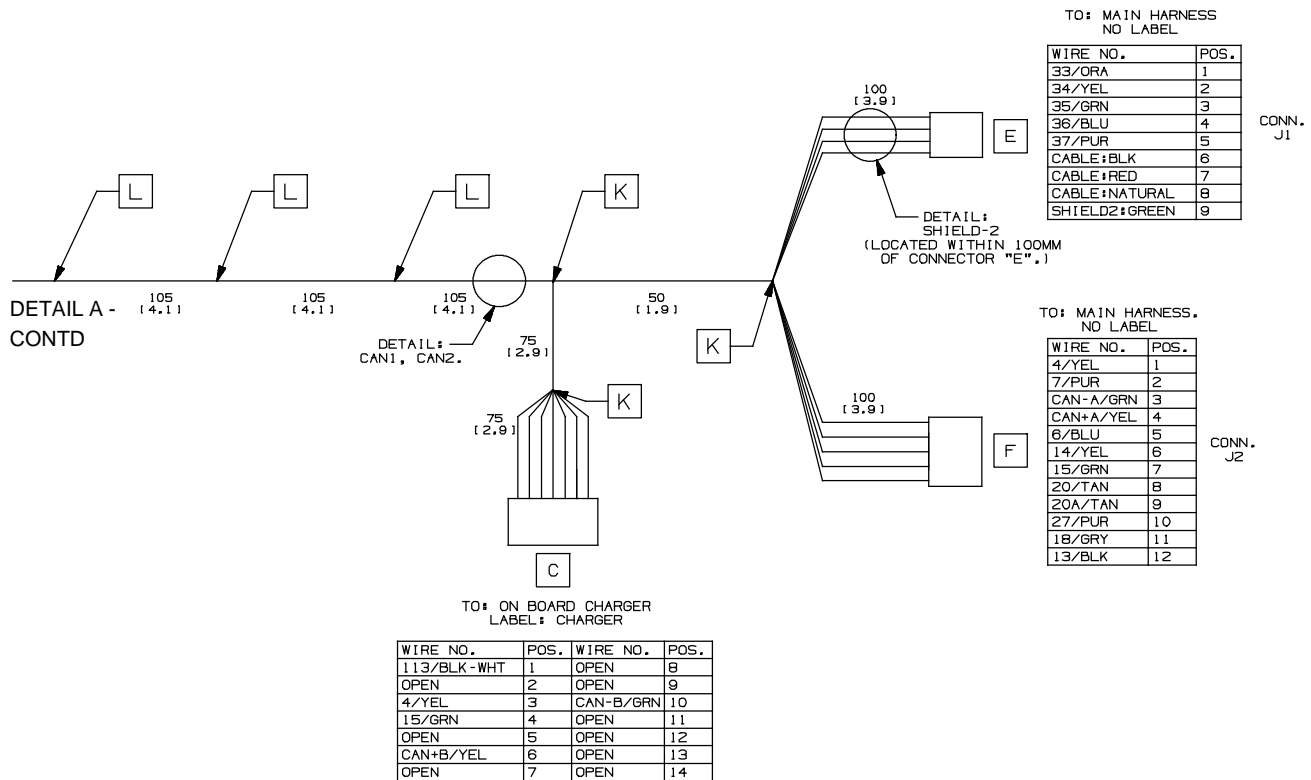 TO: MAIN HARNESS
NO LABEL
WIRE NO. POS.
33/ORA 1
34/YEL 2
35/GRN 3
36/BLU 4
37/PUR 5
CABLE:BLK 6
CABLE:RED 7
CABLE:NATURAL 8
SHIELD2:GREEN 9
CONN.
J1
100
[3.9]
E
L
L
L
K
DETAIL:
SHIELD-2
(LOCATED WITHIN 100MM
OF CONNECTOR "E".)
DETAIL A -
CONTD
105
[4.1]
105
[4.1]
105
[4.1]
50
[1.9]
DETAIL:
CAN1, CAN2.
75
[2.9]
K
K
75
[2.9]
C
TO: MAIN HARNESS.
NO LABEL
WIRE NO. POS.
4/YEL 1
7/PUR 2
CAN-A/GRN 3
CAN+A/YEL 4
6/BLU 5
14/YEL 6
15/GRN 7
20/TAN 8
20A/TAN 9
27/PUR 10
18/GRY 11
13/BLK 12
CONN.
J2
100
[3.9]
F
TO: ON BOARD CHARGER
LABEL: CHARGER
WIRE NO. POS. WIRE NO. POS.
113/BLK-WHT 1 OPEN 8
OPEN 2 OPEN 9
4/YEL 3 CAN-B/GRN 10
15/GRN 4 OPEN 11
OPEN 5 OPEN 12
CAN+B/YEL 6 OPEN 13
OPEN 7 OPEN 14